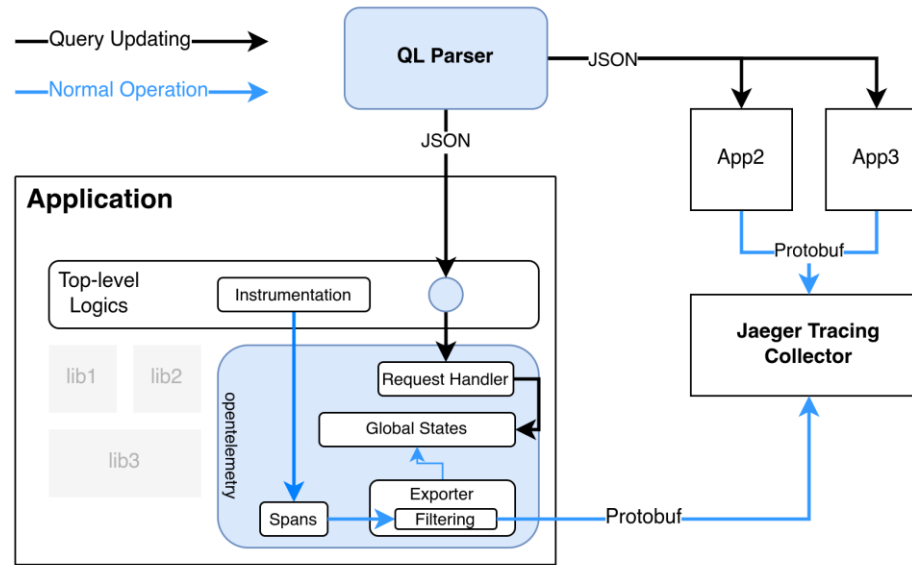 Query Updating
QL Parser
JSON
Normal Operation
JSON
App2
App3
Application
Protobuf
Top-level
Logics
Instrumentation
Jaeger Tracing
Collector
lib1
lib2
Request Handler
opentelemetry
Global States
lib3
Exporter
Spans
Filtering
Protobuf